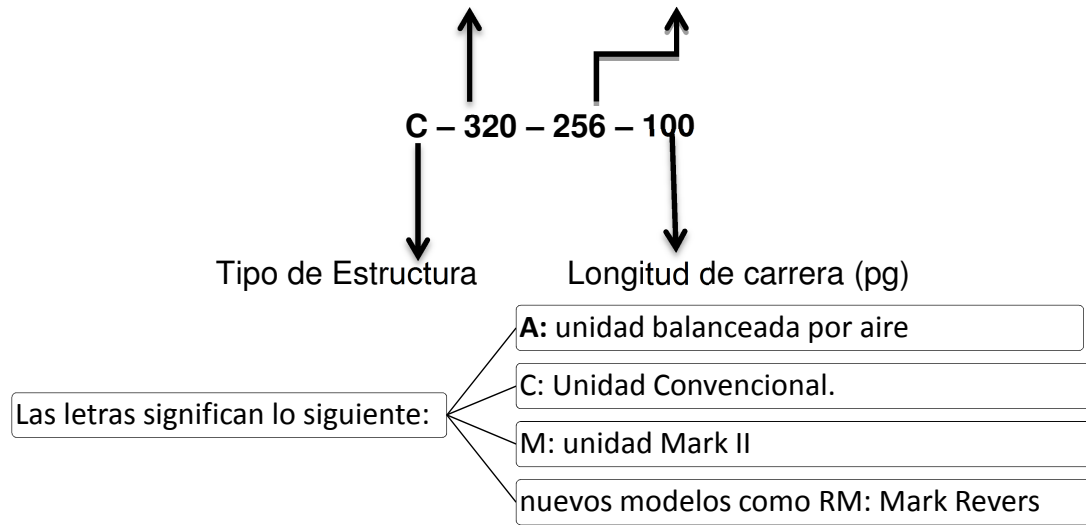 C – 320 – 256 – 100
Tipo de Estructura
Longitud de carrera (pg)
A: unidad balanceada por aire
C: Unidad Convencional.
Las letras significan lo siguiente:
M: unidad Mark II
nuevos modelos como RM: Mark Revers